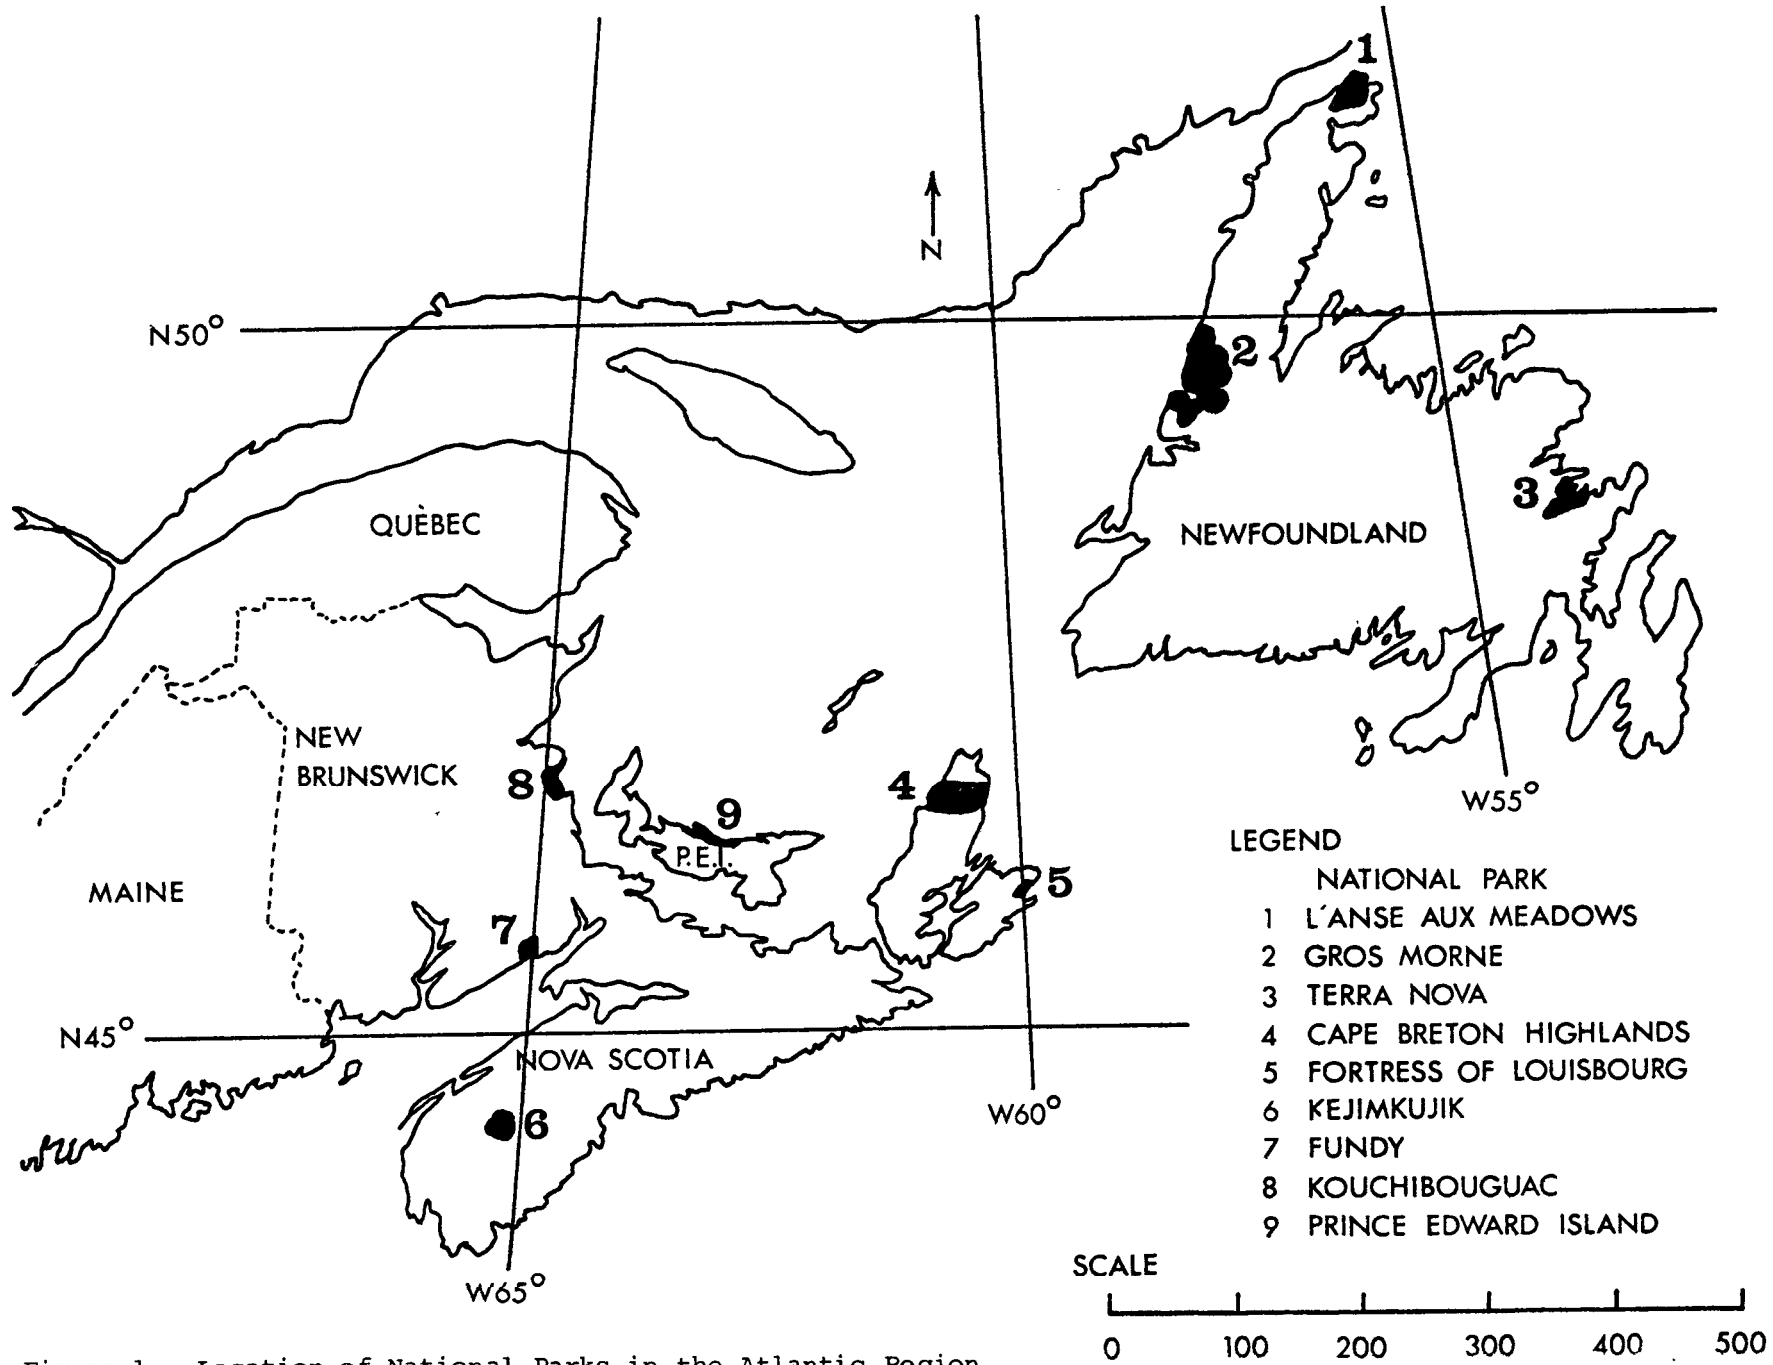 1
N
N50°
2
3
QUÈBEC
NEWFOUNDLAND
NEW
BRUNSWICK
8
9
4
W55°
P.E.I.
MAINE
7
5
N45°
NOVA SCOTIA
6
W60°
W65°
LEGEND
NATIONAL PARK
1 L'ANSE AUX MEADOWS
2 GROS MORNE
3 TERRA NOVA
4 CAPE BRETON HIGHLANDS
5 FORTRESS OF LOUISBOURG
6 KEJIMKUJIK
7 FUNDY
8 KOUCHIBOUGUAC
9 PRINCE EDWARD ISLAND
SCALE
0 100 200 300 400 500
Location of National Parks in the Atlantic Region